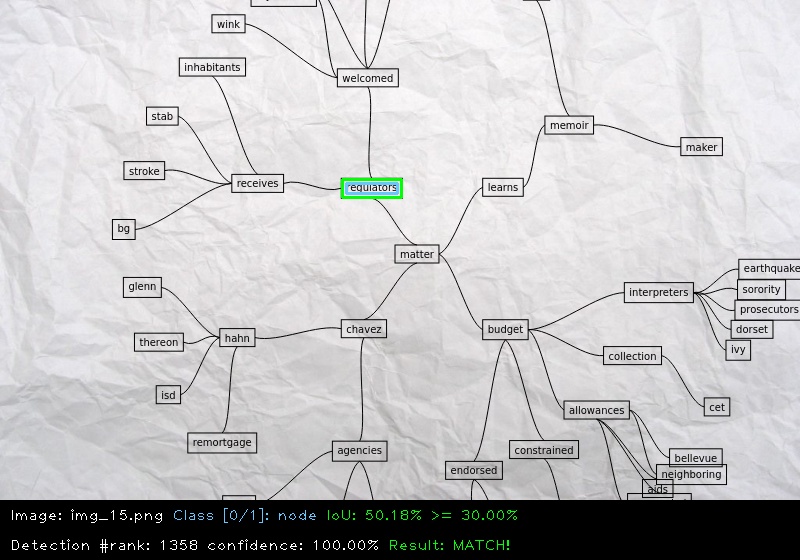 wink
welcomed
inhabitants
stab
memoir
maker
stroke
receives
regulators
learns
bg
matter
earthquake
glenn
interpreters
sorority
prosecutors
thereon
hahn
chavez
budget
dorset
ivy
collection
isd
cet
allowances
remortgage
agencies
constrained
bellevue
endorsed
neighboring
aids
Image: img_15.png Class [0/1]: node IoU: 50.18% >= 30.00%
Detection #rank: 1358 confidence: 100.00% Result: MATCH!